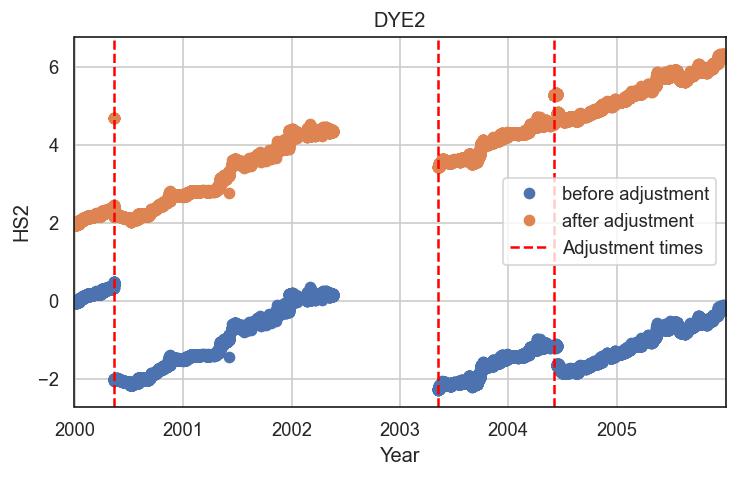 DYE2
HS2
6
4
2
0
−2
before adjustment
after adjustment
Adjustment times
2000 2001 2002 2003 2004 2005
Year